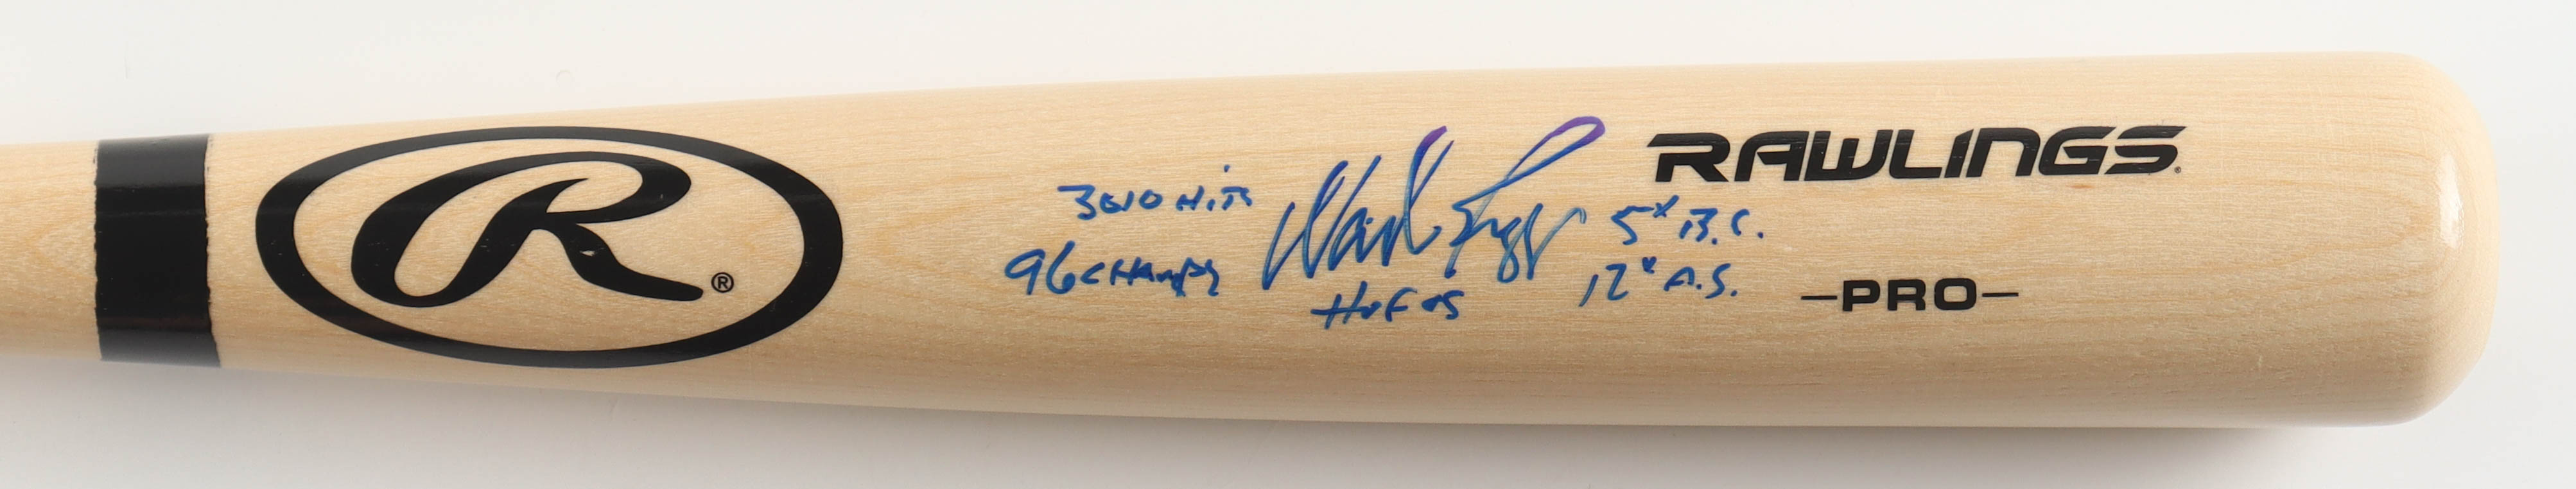 R®
3010 Hits
96 CHAMPS
Wade Boggs
HOF 05
5x B.C.
12x A.S.
RAWLINGS®
-PRO-